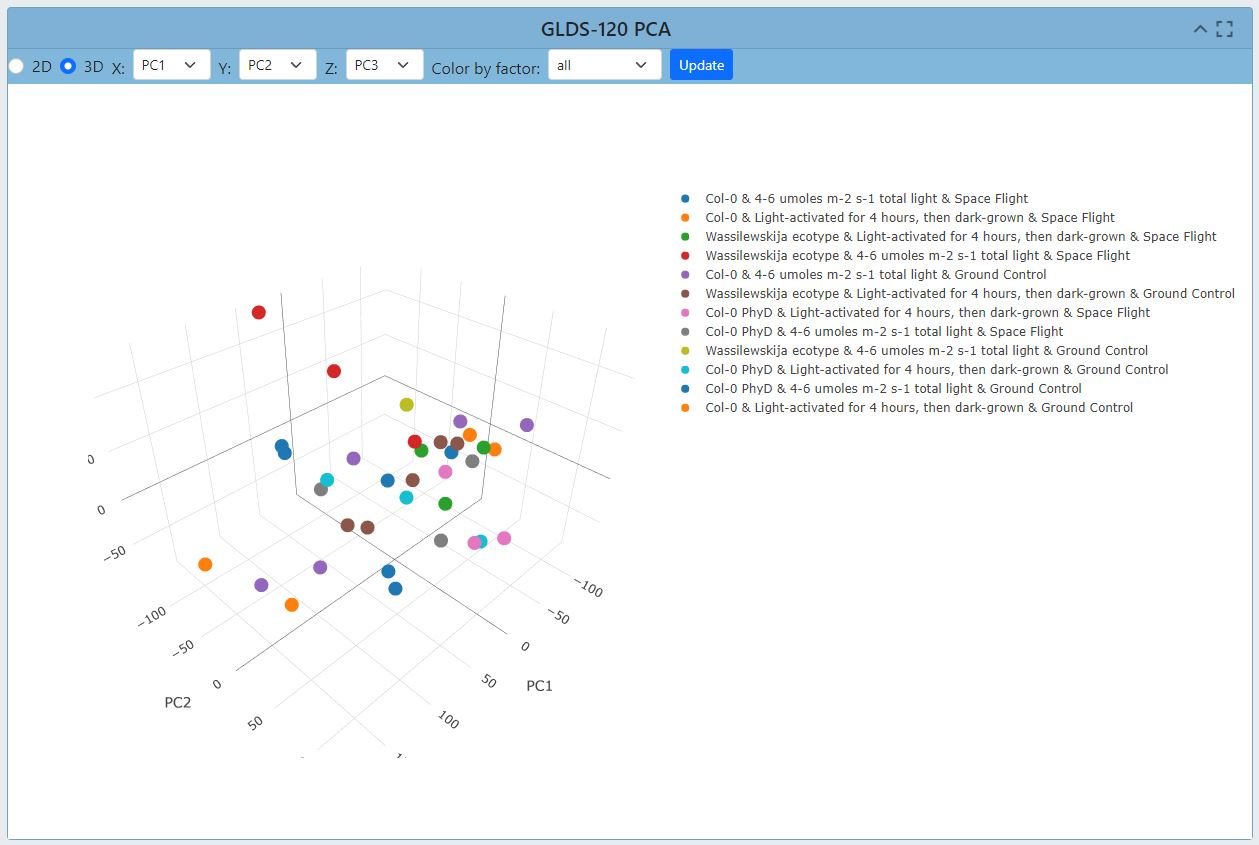 GLDS-120 PCA
2D 3D X: PC1 Y: PC2 Z: PC3 Color by factor: all Update
Col-0 & 4-6 umoles m-2 s-1 total light & Space Flight
Col-0 & Light-activated for 4 hours, then dark-grown & Space Flight
Wassilewskija ecotype & Light-activated for 4 hours, then dark-grown & Space Flight
Wassilewskija ecotype & 4-6 umoles m-2 s-1 total light & Space Flight
Col-0 & 4-6 umoles m-2 s-1 total light & Ground Control
Wassilewskija ecotype & Light-activated for 4 hours, then dark-grown & Ground Control
Col-0 PhyD & Light-activated for 4 hours, then dark-grown & Space Flight
Col-0 PhyD & 4-6 umoles m-2 s-1 total light & Space Flight
Wassilewskija ecotype & 4-6 umoles m-2 s-1 total light & Ground Control
Col-0 PhyD & Light-activated for 4 hours, then dark-grown & Ground Control
Col-0 PhyD & 4-6 umoles m-2 s-1 total light & Ground Control
Col-0 & Light-activated for 4 hours, then dark-grown & Ground Control
0
0
−50
−100
−50
0
50
PC2
−100
−50
0
50
100
PC1